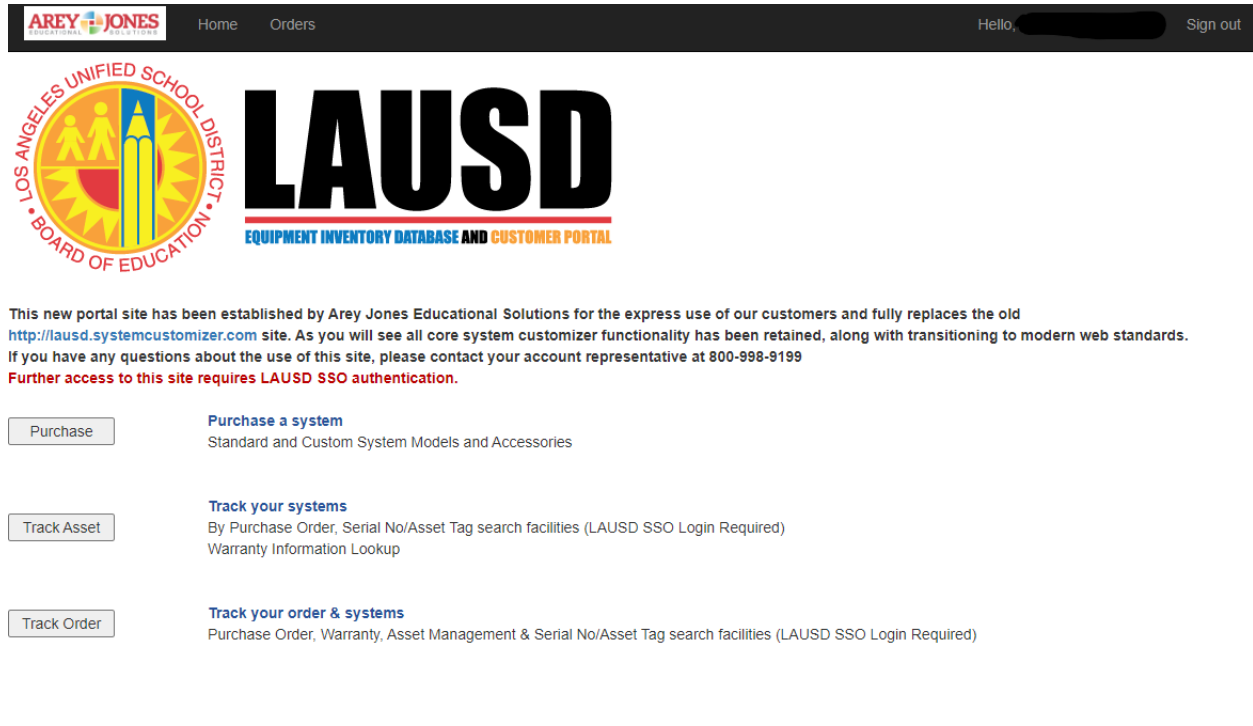 AREY JONES
EDUCATIONAL SOLUTIONS
Home
Orders
Hello,
Sign out
LOS ANGELES UNIFIED SCHOOL DISTRICT • BOARD OF EDUCATION •
LAUSD
EQUIPMENT INVENTORY DATABASE AND CUSTOMER PORTAL
This new portal site has been established by Arey Jones Educational Solutions for the express use of our customers and fully replaces the old
http://lausd.systemcustomizer.com site. As you will see all core system customizer functionality has been retained, along with transitioning to modern web standards.
If you have any questions about the use of this site, please contact your account representative at 800-998-9199
Further access to this site requires LAUSD SSO authentication.
Purchase
Purchase a system
Standard and Custom System Models and Accessories
Track Asset
Track your systems
By Purchase Order, Serial No/Asset Tag search facilities (LAUSD SSO Login Required)
Warranty Information Lookup
Track Order
Track your order & systems
Purchase Order, Warranty, Asset Management & Serial No/Asset Tag search facilities (LAUSD SSO Login Required)